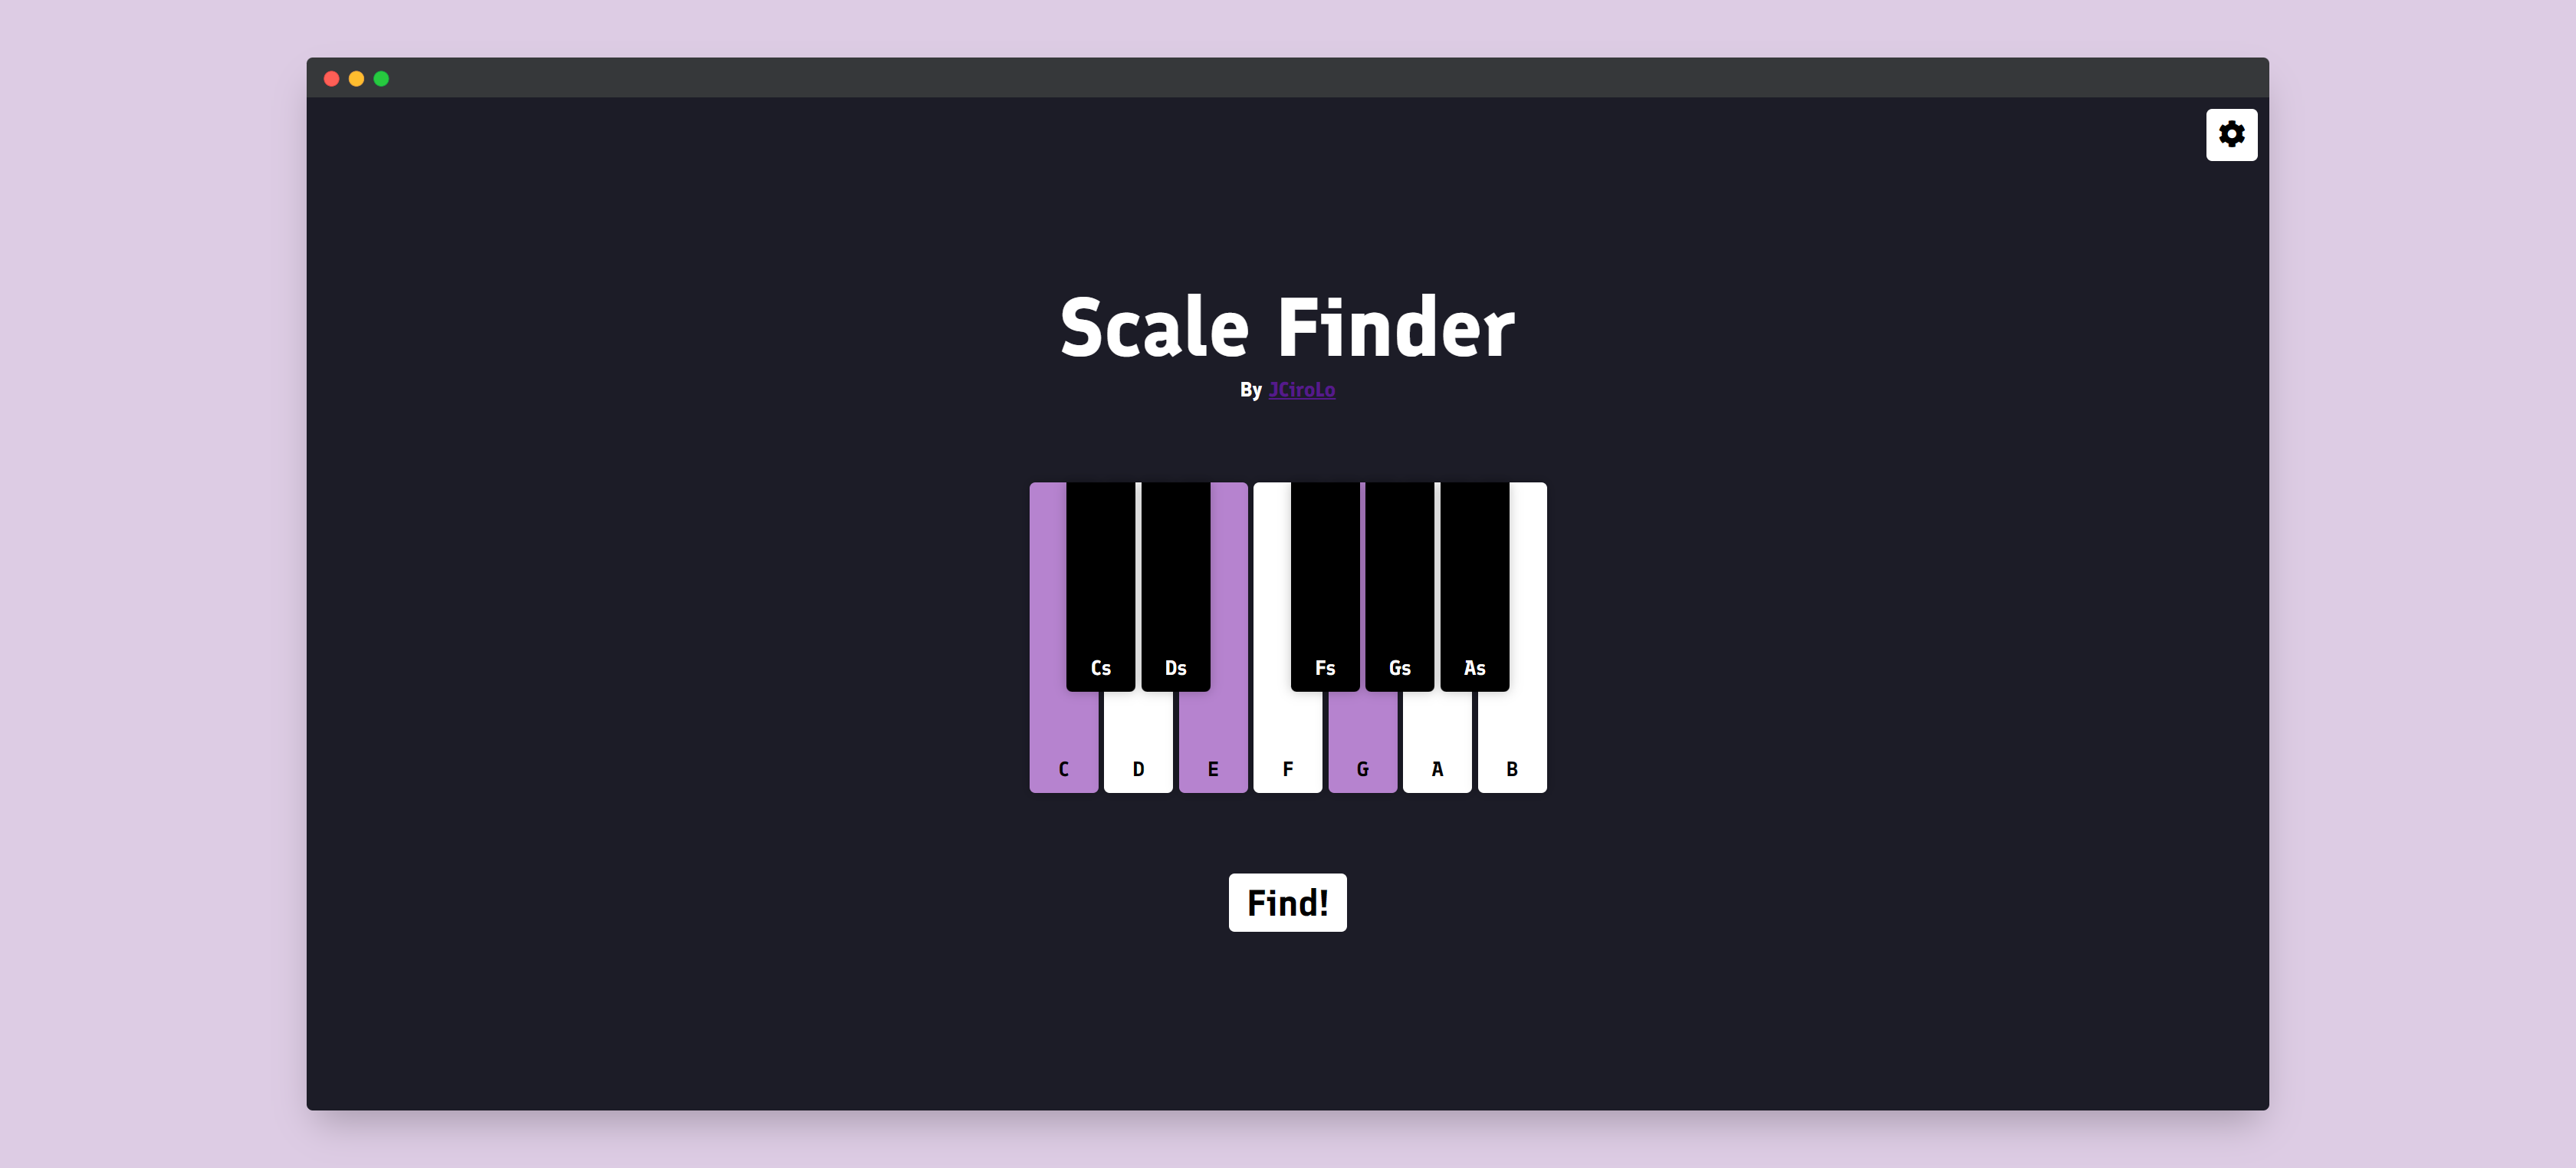 Scale Finder
By JCiroLo
Cs Ds Fs Gs As
C D E F G A B
Find!